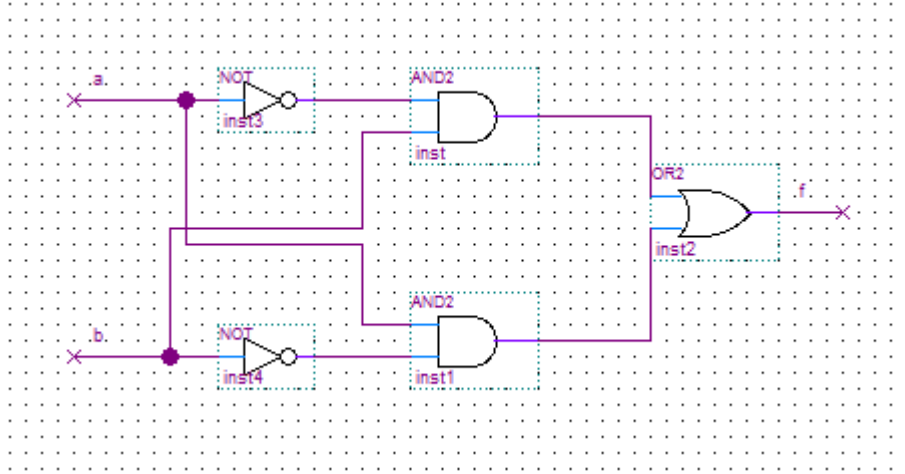 a.
NOT
inst3
AND2
inst
OR2
inst2
f.
b.
NOT
inst4
AND2
inst1